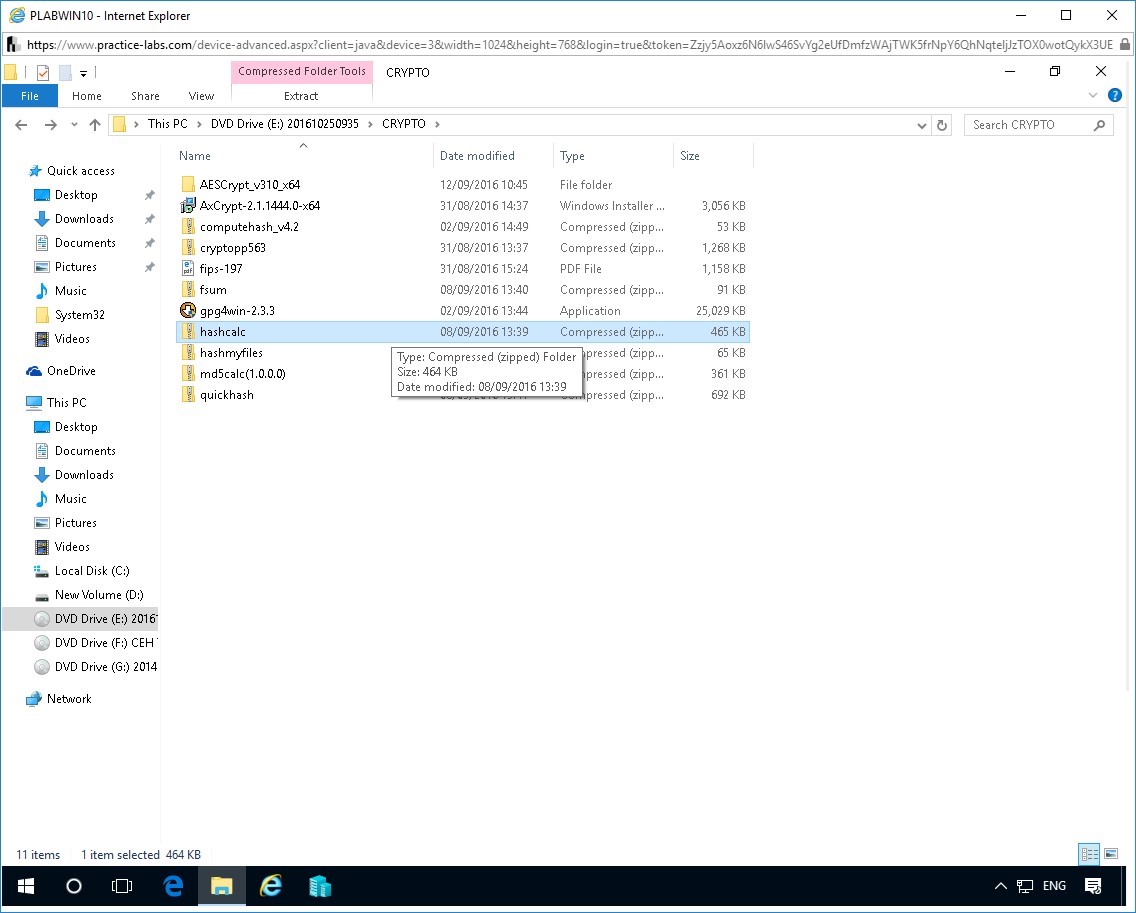 PLABWIN10 - Internet Explorer
https://www.practice-labs.com/device-advanced.aspx?client=java&device=3&width=1024&height=768&login=true&token=
Compressed Folder Tools
CRYPTO
File
Home
Share
View
Extract
This PC
DVD Drive (E:) 201610250935
CRYPTO
Search CRYPTO
Name
Date modified
Type
Size
Quick access
Desktop
Downloads
Documents
Pictures
Music
System32
Videos
OneDrive
This PC
Desktop
Documents
Downloads
Music
Pictures
Videos
Local Disk (C:)
New Volume (D:)
DVD Drive (E:) 2016
DVD Drive (F:) CEH
DVD Drive (G:) 2014
Network
AESCrypt_v310_x64 12/09/2016 10:45 File folder
AxCrypt-2.1.1444.0-x64 31/08/2016 14:37 Windows Installer ... 3,056 KB
computehash_v4.2 02/09/2016 14:49 Compressed (zipp... 53 KB
cryptopp563 31/08/2016 13:37 Compressed (zipp... 1,268 KB
fips-197 31/08/2016 15:24 PDF File 1,158 KB
fsum 08/09/2016 13:40 Compressed (zipp... 91 KB
gpg4win-2.3.3 02/09/2016 13:44 Application 25,029 KB
hashcalc 08/09/2016 13:39 Compressed (zipp... 465 KB
hashmyfiles pressed (zipp... 65 KB
md5calc(1.0.0.0) pressed (zipp... 361 KB
quickhash pressed (zipp... 692 KB
Type: Compressed (zipped) Folder
Size: 464 KB
Date modified: 08/09/2016 13:39
11 items
1 item selected 464 KB
ENG